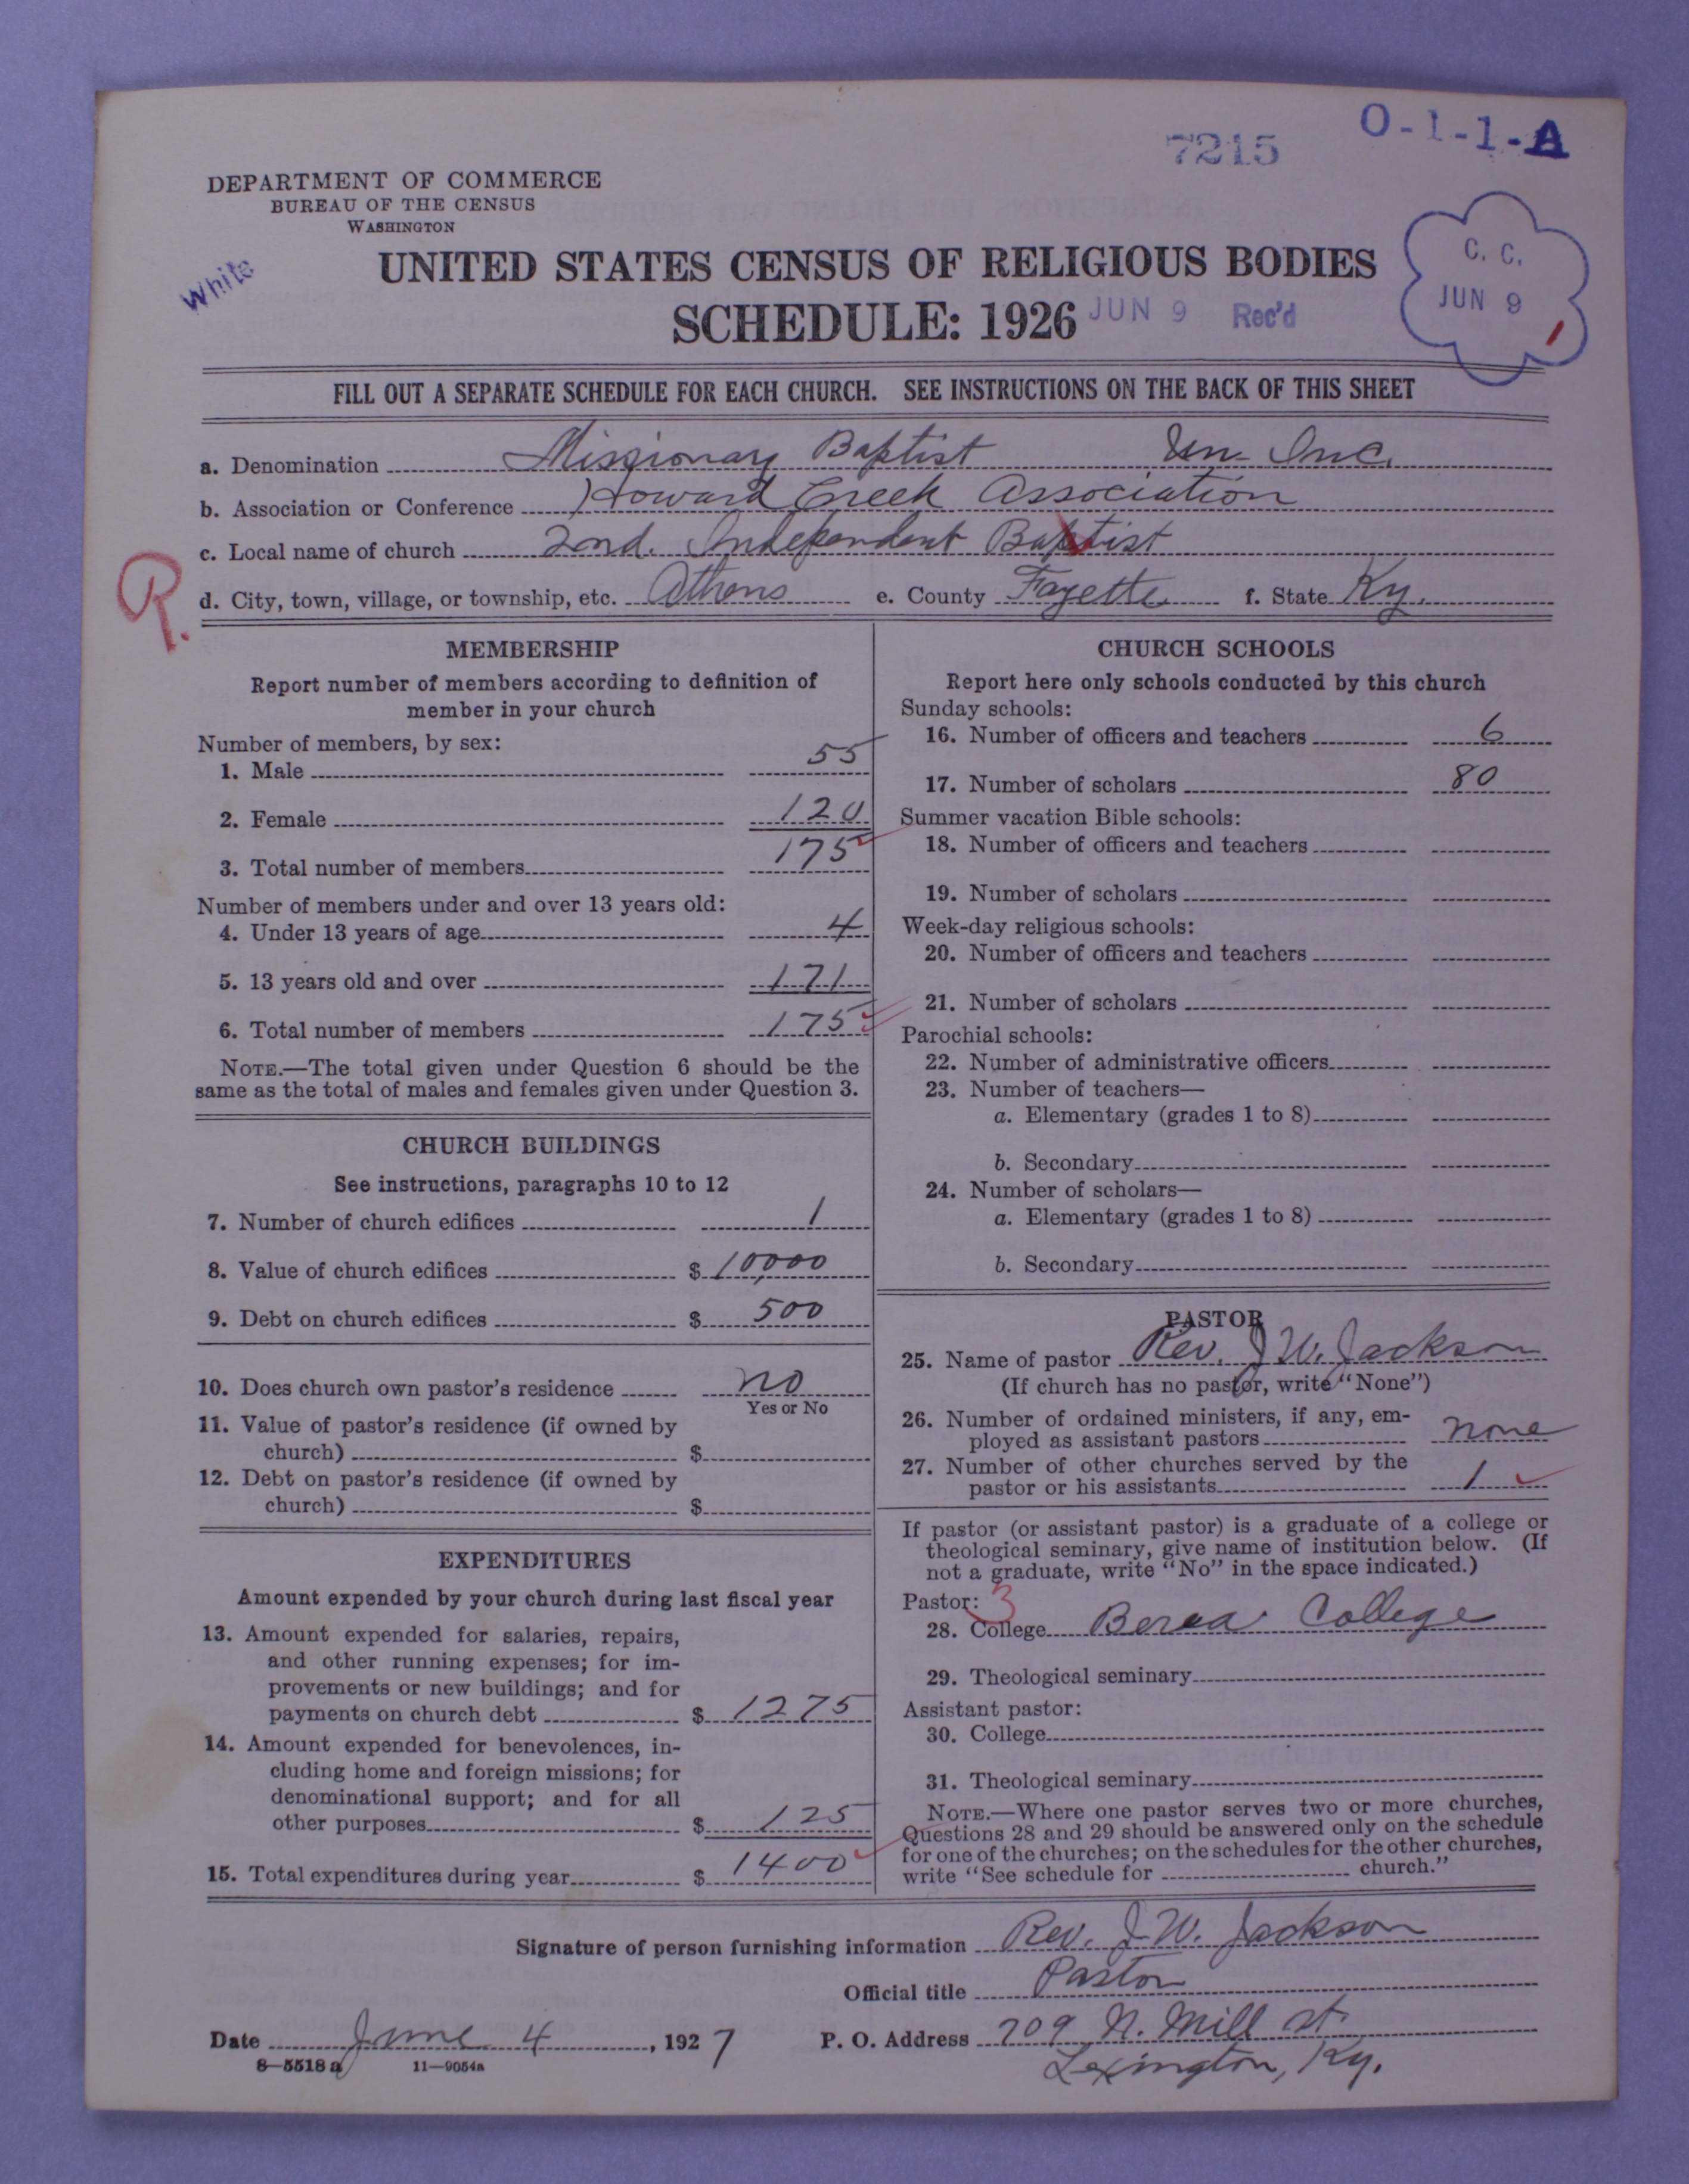 7215
O-1-1-A
DEPARTMENT OF COMMERCE
BUREAU OF THE CENSUS
WASHINGTON
White
UNITED STATES CENSUS OF RELIGIOUS BODIES
SCHEDULE: 1926
JUN 9 Rec'd
C. C.
JUN 9
FILL OUT A SEPARATE SCHEDULE FOR EACH CHURCH. SEE INSTRUCTIONS ON THE BACK OF THIS SHEET
a. Denomination Missionary Baptist Un-Inc.
b. Association or Conference Howard Creek Association
c. Local name of church 2nd. Independent Baptist
R.
d. City, town, village, or township, etc. Athens e. County Fayette f. State Ky.
MEMBERSHIP
Report number of members according to definition of
member in your church
Number of members, by sex:
1. Male 55
2. Female 120
3. Total number of members 175
Number of members under and over 13 years old:
4. Under 13 years of age 4
5. 13 years old and over 171
6. Total number of members 175
NOTE.—The total given under Question 6 should be the
same as the total of males and females given under Question 3.
CHURCH BUILDINGS
See instructions, paragraphs 10 to 12
7. Number of church edifices 1
8. Value of church edifices $ 10,000
9. Debt on church edifices $ 500
10. Does church own pastor's residence no
Yes or No
11. Value of pastor's residence (if owned by
church) $
12. Debt on pastor's residence (if owned by
church) $
EXPENDITURES
Amount expended by your church during last fiscal year
13. Amount expended for salaries, repairs,
and other running expenses; for im-
provements or new buildings; and for
payments on church debt $ 1275
14. Amount expended for benevolences, in-
cluding home and foreign missions; for
denominational support; and for all
other purposes $ 125
15. Total expenditures during year $ 1400
CHURCH SCHOOLS
Report here only schools conducted by this church
Sunday schools:
16. Number of officers and teachers 6
17. Number of scholars 80
Summer vacation Bible schools:
18. Number of officers and teachers
19. Number of scholars
Week-day religious schools:
20. Number of officers and teachers
21. Number of scholars
Parochial schools:
22. Number of administrative officers
23. Number of teachers—
a. Elementary (grades 1 to 8)
b. Secondary
24. Number of scholars—
a. Elementary (grades 1 to 8)
b. Secondary
PASTOR
25. Name of pastor Rev. J. W. Jackson
(If church has no pastor, write "None")
26. Number of ordained ministers, if any, em-
ployed as assistant pastors none
27. Number of other churches served by the
pastor or his assistants 1
If pastor (or assistant pastor) is a graduate of a college or
theological seminary, give name of institution below. (If
not a graduate, write "No" in the space indicated.)
Pastor: 3
28. College Berea College
29. Theological seminary
Assistant pastor:
30. College
31. Theological seminary
NOTE.—Where one pastor serves two or more churches,
Questions 28 and 29 should be answered only on the schedule
for one of the churches; on the schedules for the other churches,
write "See schedule for church."
Signature of person furnishing information Rev. J. W. Jackson
Official title Pastor
Date June 4, 1927 P. O. Address 709 N. Mill St
Lexington, Ky.
8-5518 a 11-9054a